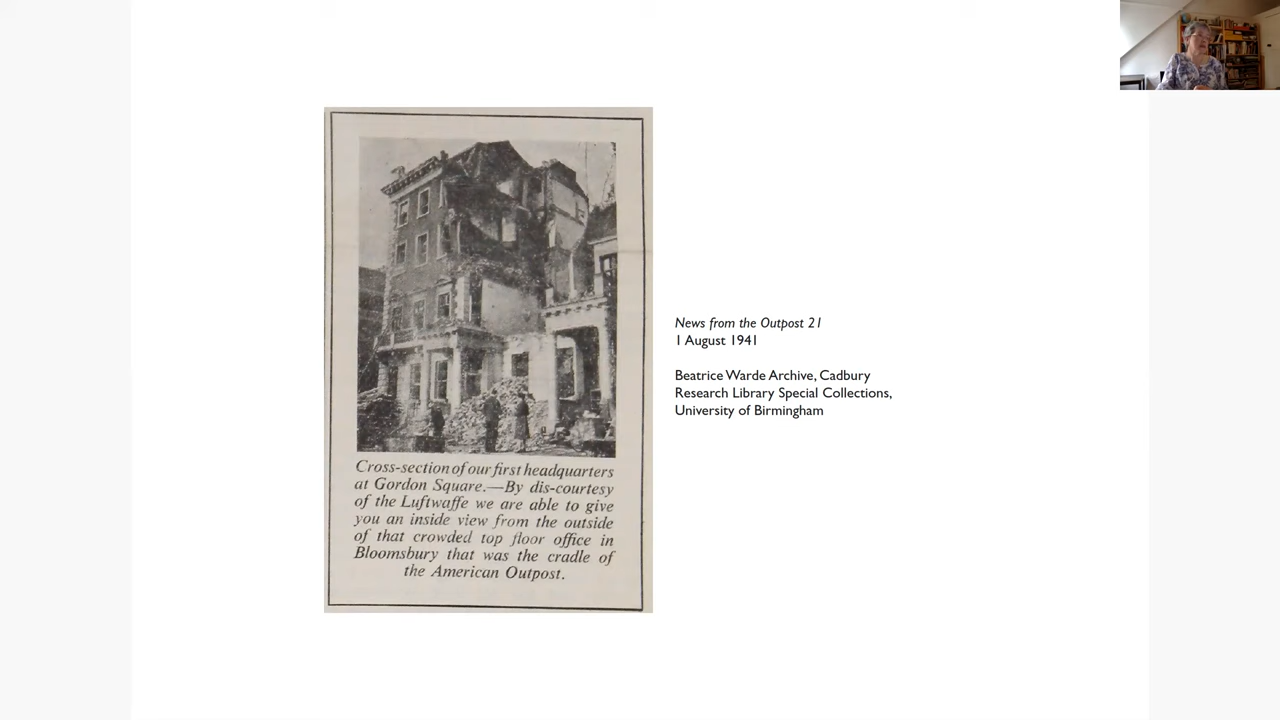 Cross-section of our first headquarters
at Gordon Square.—By dis-courtesy
of the Luftwaffe we are able to give
you an inside view from the outside
of that crowded top floor office in
Bloomsbury that was the cradle of
the American Outpost.
News from the Outpost 21
1 August 1941
Beatrice Warde Archive, Cadbury
Research Library Special Collections,
University of Birmingham